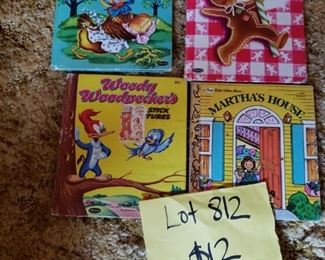 Woody
Woodpecker's
STICK
TURES
MARTHA'S HOUSE
Lot 812
$12